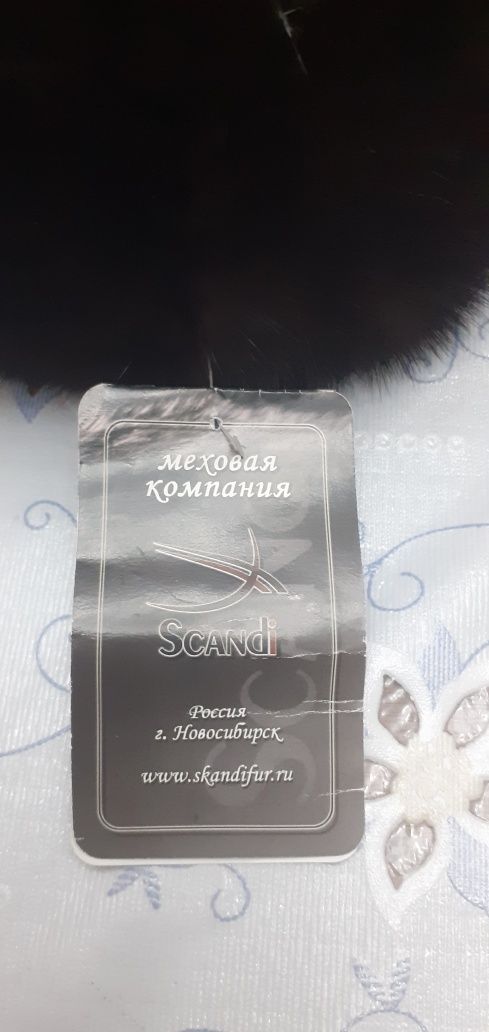 меховая
компания
SCANdi
Россия
г. Новосибирск
www.skandifur.ru